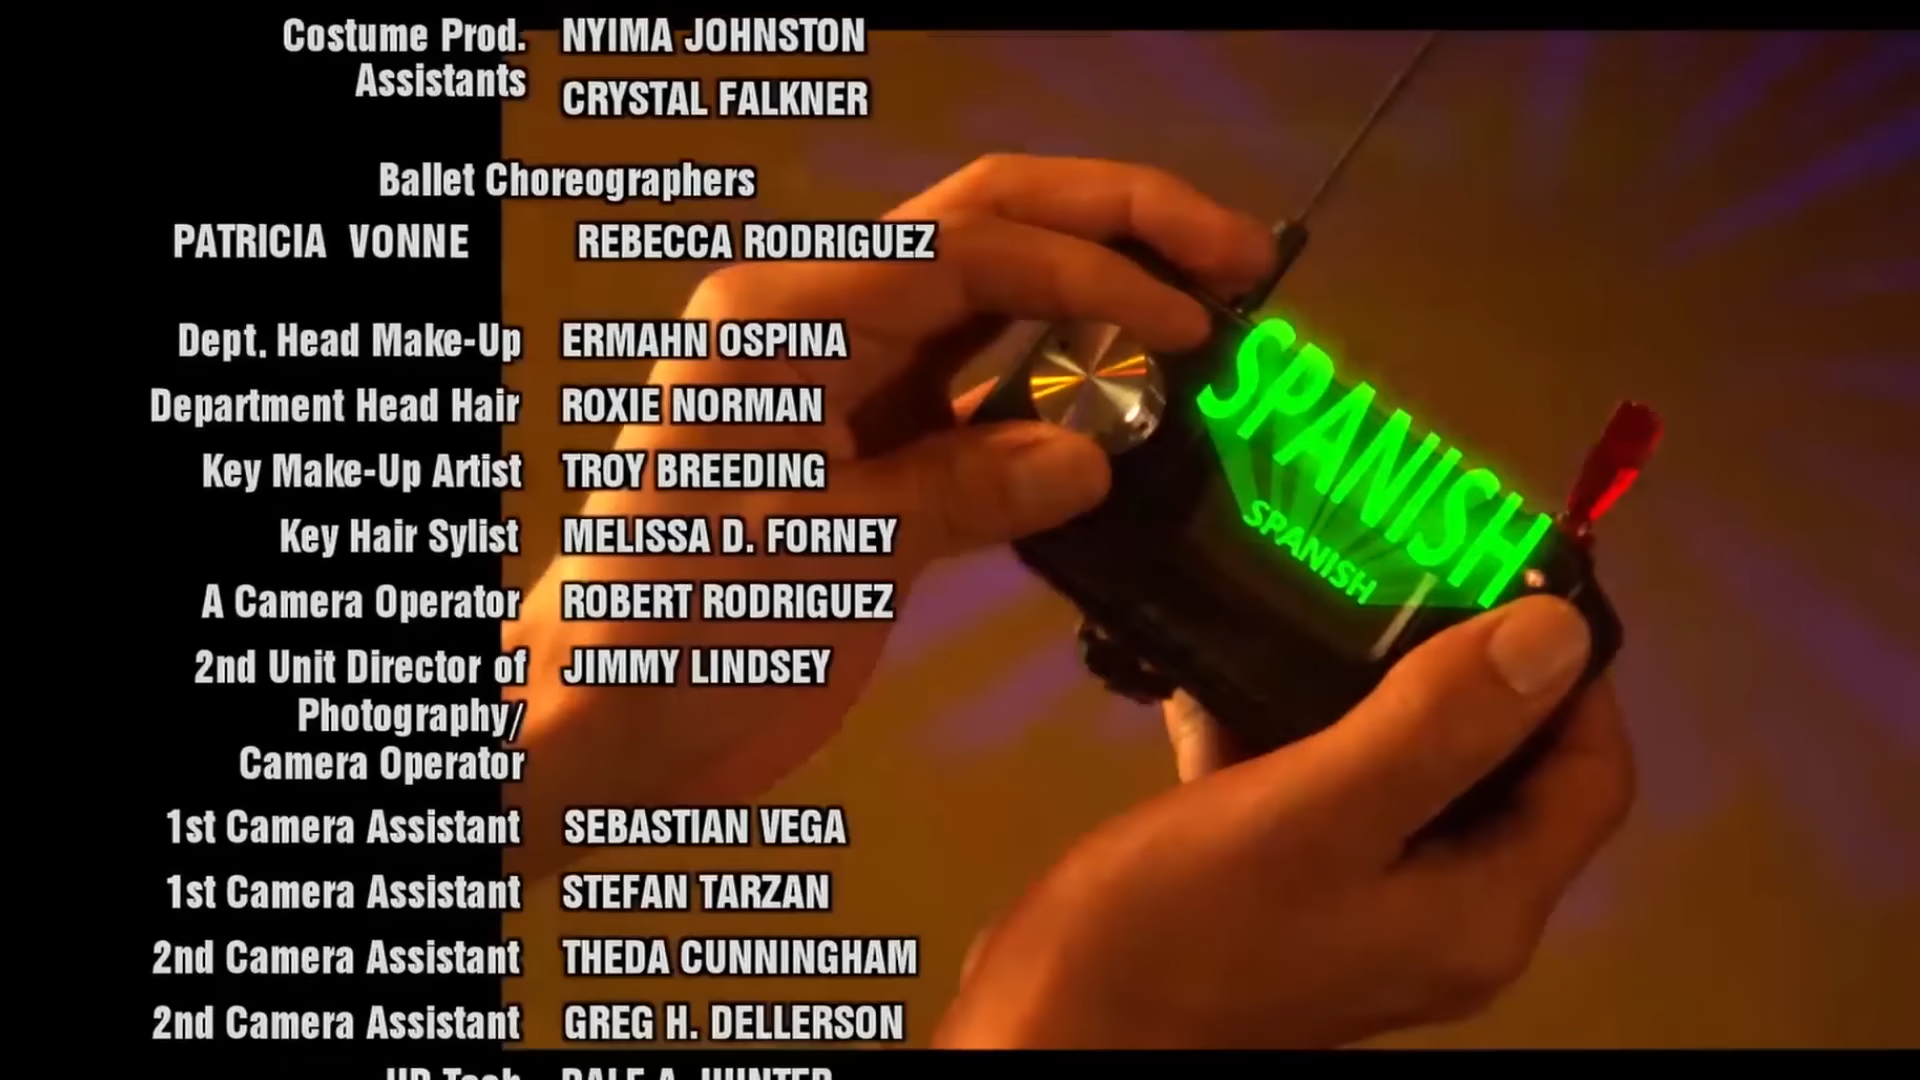 Costume Prod. NYIMA JOHNSTON
Assistants
CRYSTAL FALKNER
Ballet Choreographers
PATRICIA VONNE REBECCA RODRIGUEZ
Dept. Head Make-Up ERMAHN OSPINA
Department Head Hair ROXIE NORMAN
Key Make-Up Artist TROY BREEDING
Key Hair Sylist MELISSA D. FORNEY
A Camera Operator ROBERT RODRIGUEZ
2nd Unit Director of JIMMY LINDSEY
Photography/
Camera Operator
1st Camera Assistant SEBASTIAN VEGA
1st Camera Assistant STEFAN TARZAN
2nd Camera Assistant THEDA CUNNINGHAM
2nd Camera Assistant GREG H. DELLERSON
SPANISH
SPANISH